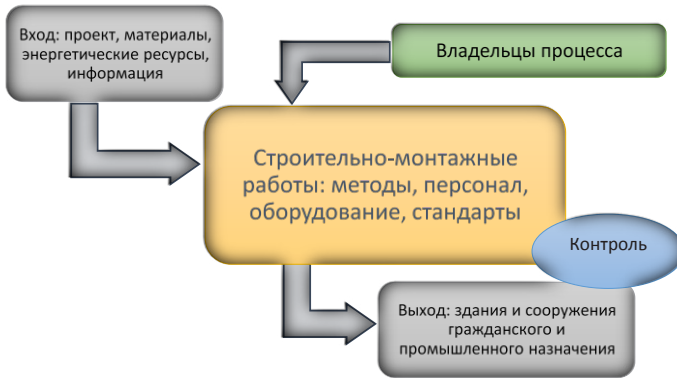 Вход: проект, материалы,
энергетические ресурсы,
информация
Владельцы процесса
Строительно-монтажные
работы: методы, персонал,
оборудование, стандарты
Контроль
Выход: здания и сооружения
гражданского и
промышленного назначения